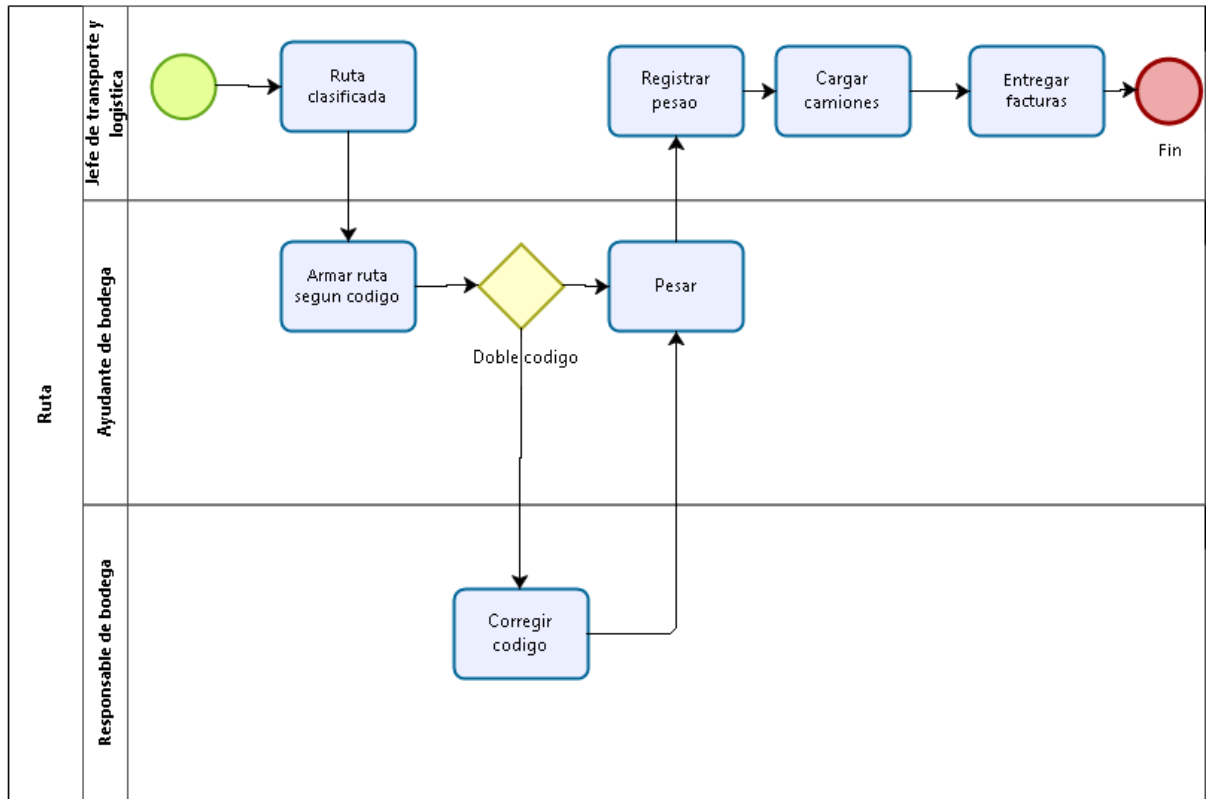 Ruta
Jefe de transporte y
logística
Ruta
clasificada
Registrar
pesao
Cargar
camiones
Entregar
facturas
Fin
Ayudante de bodega
Armar ruta
segun codigo
Doble codigo
Pesar
Responsable de bodega
Corregir
codigo